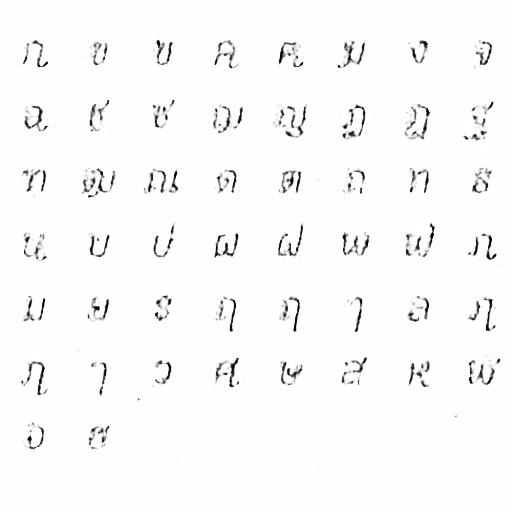 ก ข ฃ ค ฅ ฆ ง จ
ฉ ช ซ ฌ ญ ฎ ฏ ฐ
ฑ ฒ ณ ด ต ถ ท ธ
น บ ป ผ ฝ พ ฟ ภ
ม ย ร ฤ ฤ ๅ ล ฦ
ฦ ๅ ว ศ ษ ส ห ฬ
อ ฮ